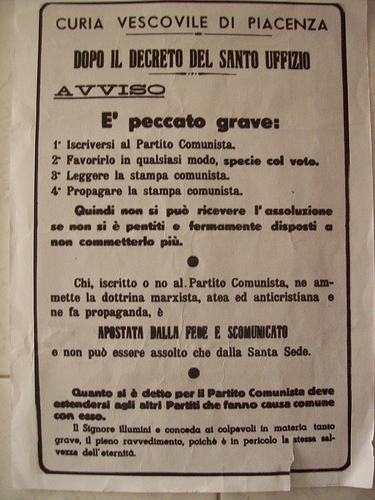 CURIA VESCOVILE DI PIACENZA
DOPO IL DECRETO DEL SANTO UFFIZIO
AVVISO
E' peccato grave:
1° Iscriversi al Partito Comunista.
2° Favorirlo in qualsiasi modo, specie col voto.
3° Leggere la stampa comunista.
4° Propagare la stampa comunista.
Quindi non si può ricevere l'assoluzione
se non si è pentiti e fermamente disposti a
non commetterlo più.
Chi, iscritto o no al Partito Comunista, ne am-
mette la dottrina marxista, atea ed anticristiana e
ne fa propaganda, è
APOSTATA DALLA FEDE E SCOMUNICATO
e non può essere assolto che dalla Santa Sede.
Quanto si è detto per il Partito Comunista deve
estendersi agli altri Partiti che fanno causa comune
con esso.
Il Signore illumini e conceda ai colpevoli in materia tanto
grave, il pieno ravvedimento, poichè è in pericolo la stessa sal-
vezza dell'eternità.